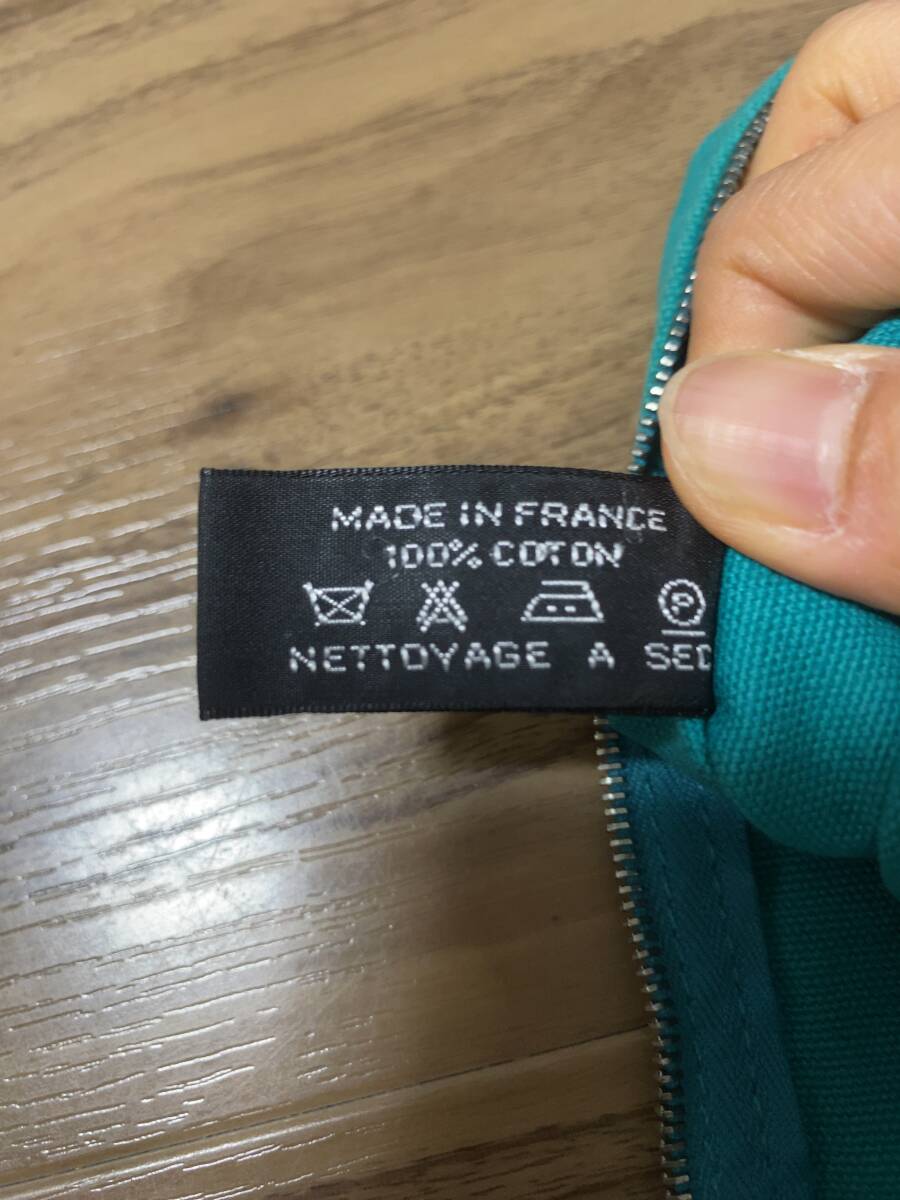 MADE IN FRANCE
100% COTON
P
NETTOYAGE A SEC